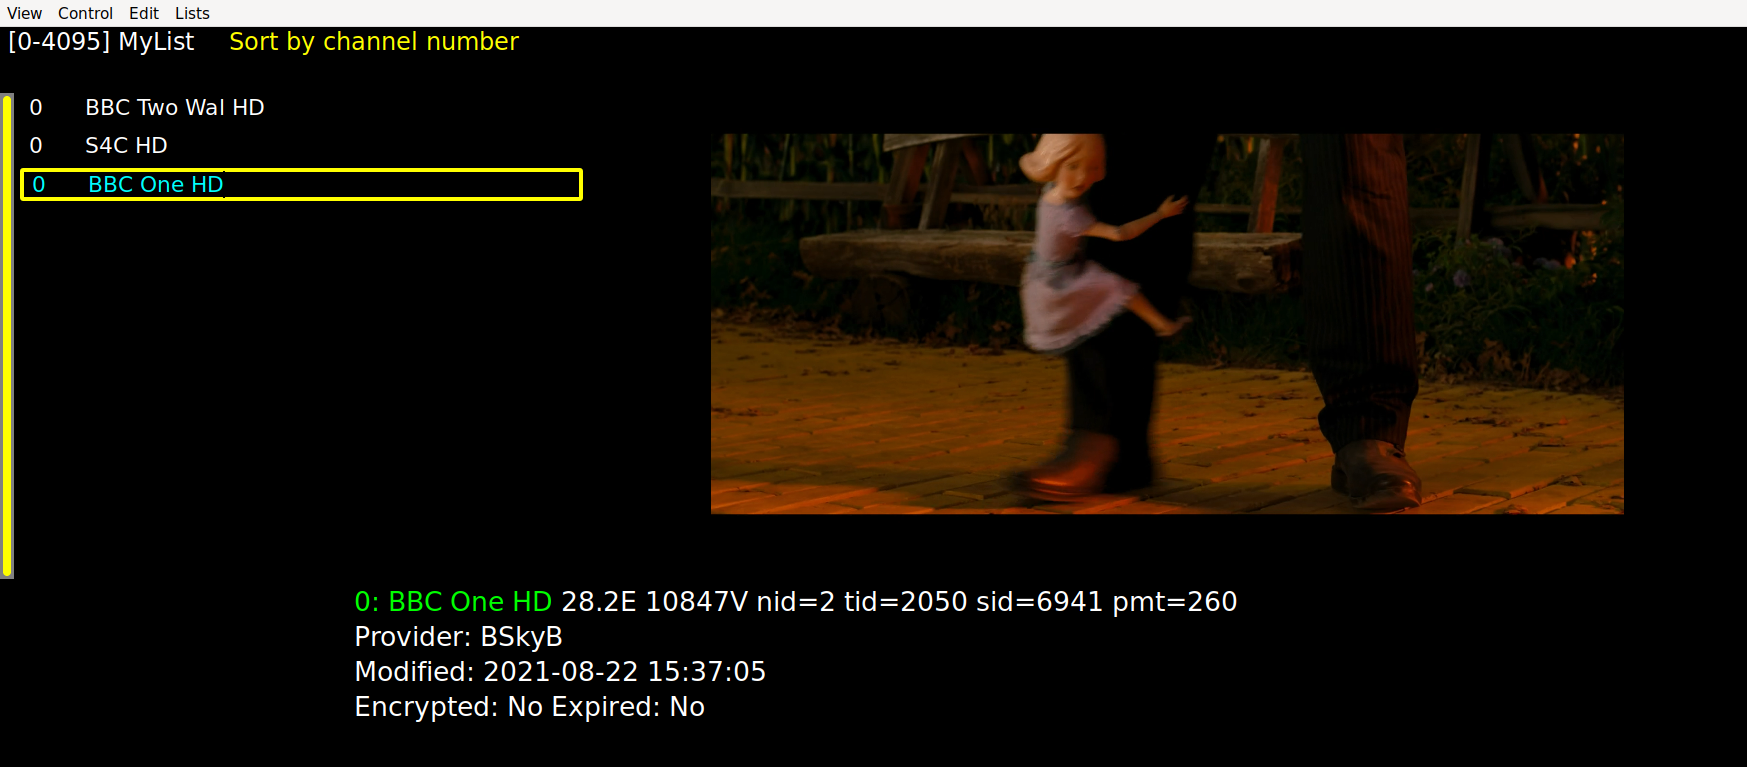 View Control Edit Lists
[0-4095] MyList Sort by channel number
0 BBC Two Wal HD
0 S4C HD
0 BBC One HD
0: BBC One HD 28.2E 10847V nid=2 tid=2050 sid=6941 pmt=260
Provider: BSkyB
Modified: 2021-08-22 15:37:05
Encrypted: No Expired: No